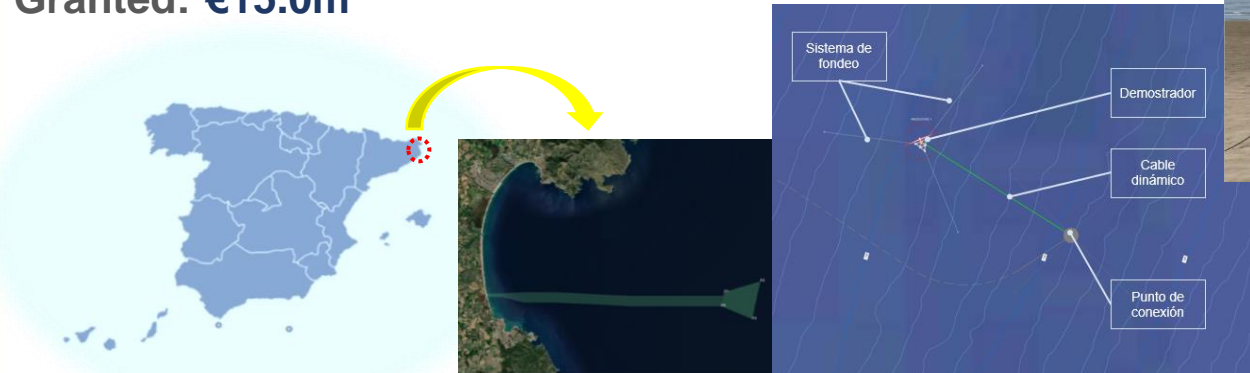 Granted: €15.0m
Sistema de
fondeo
Demostrador
Cable
dinámico
Punto de
conexión